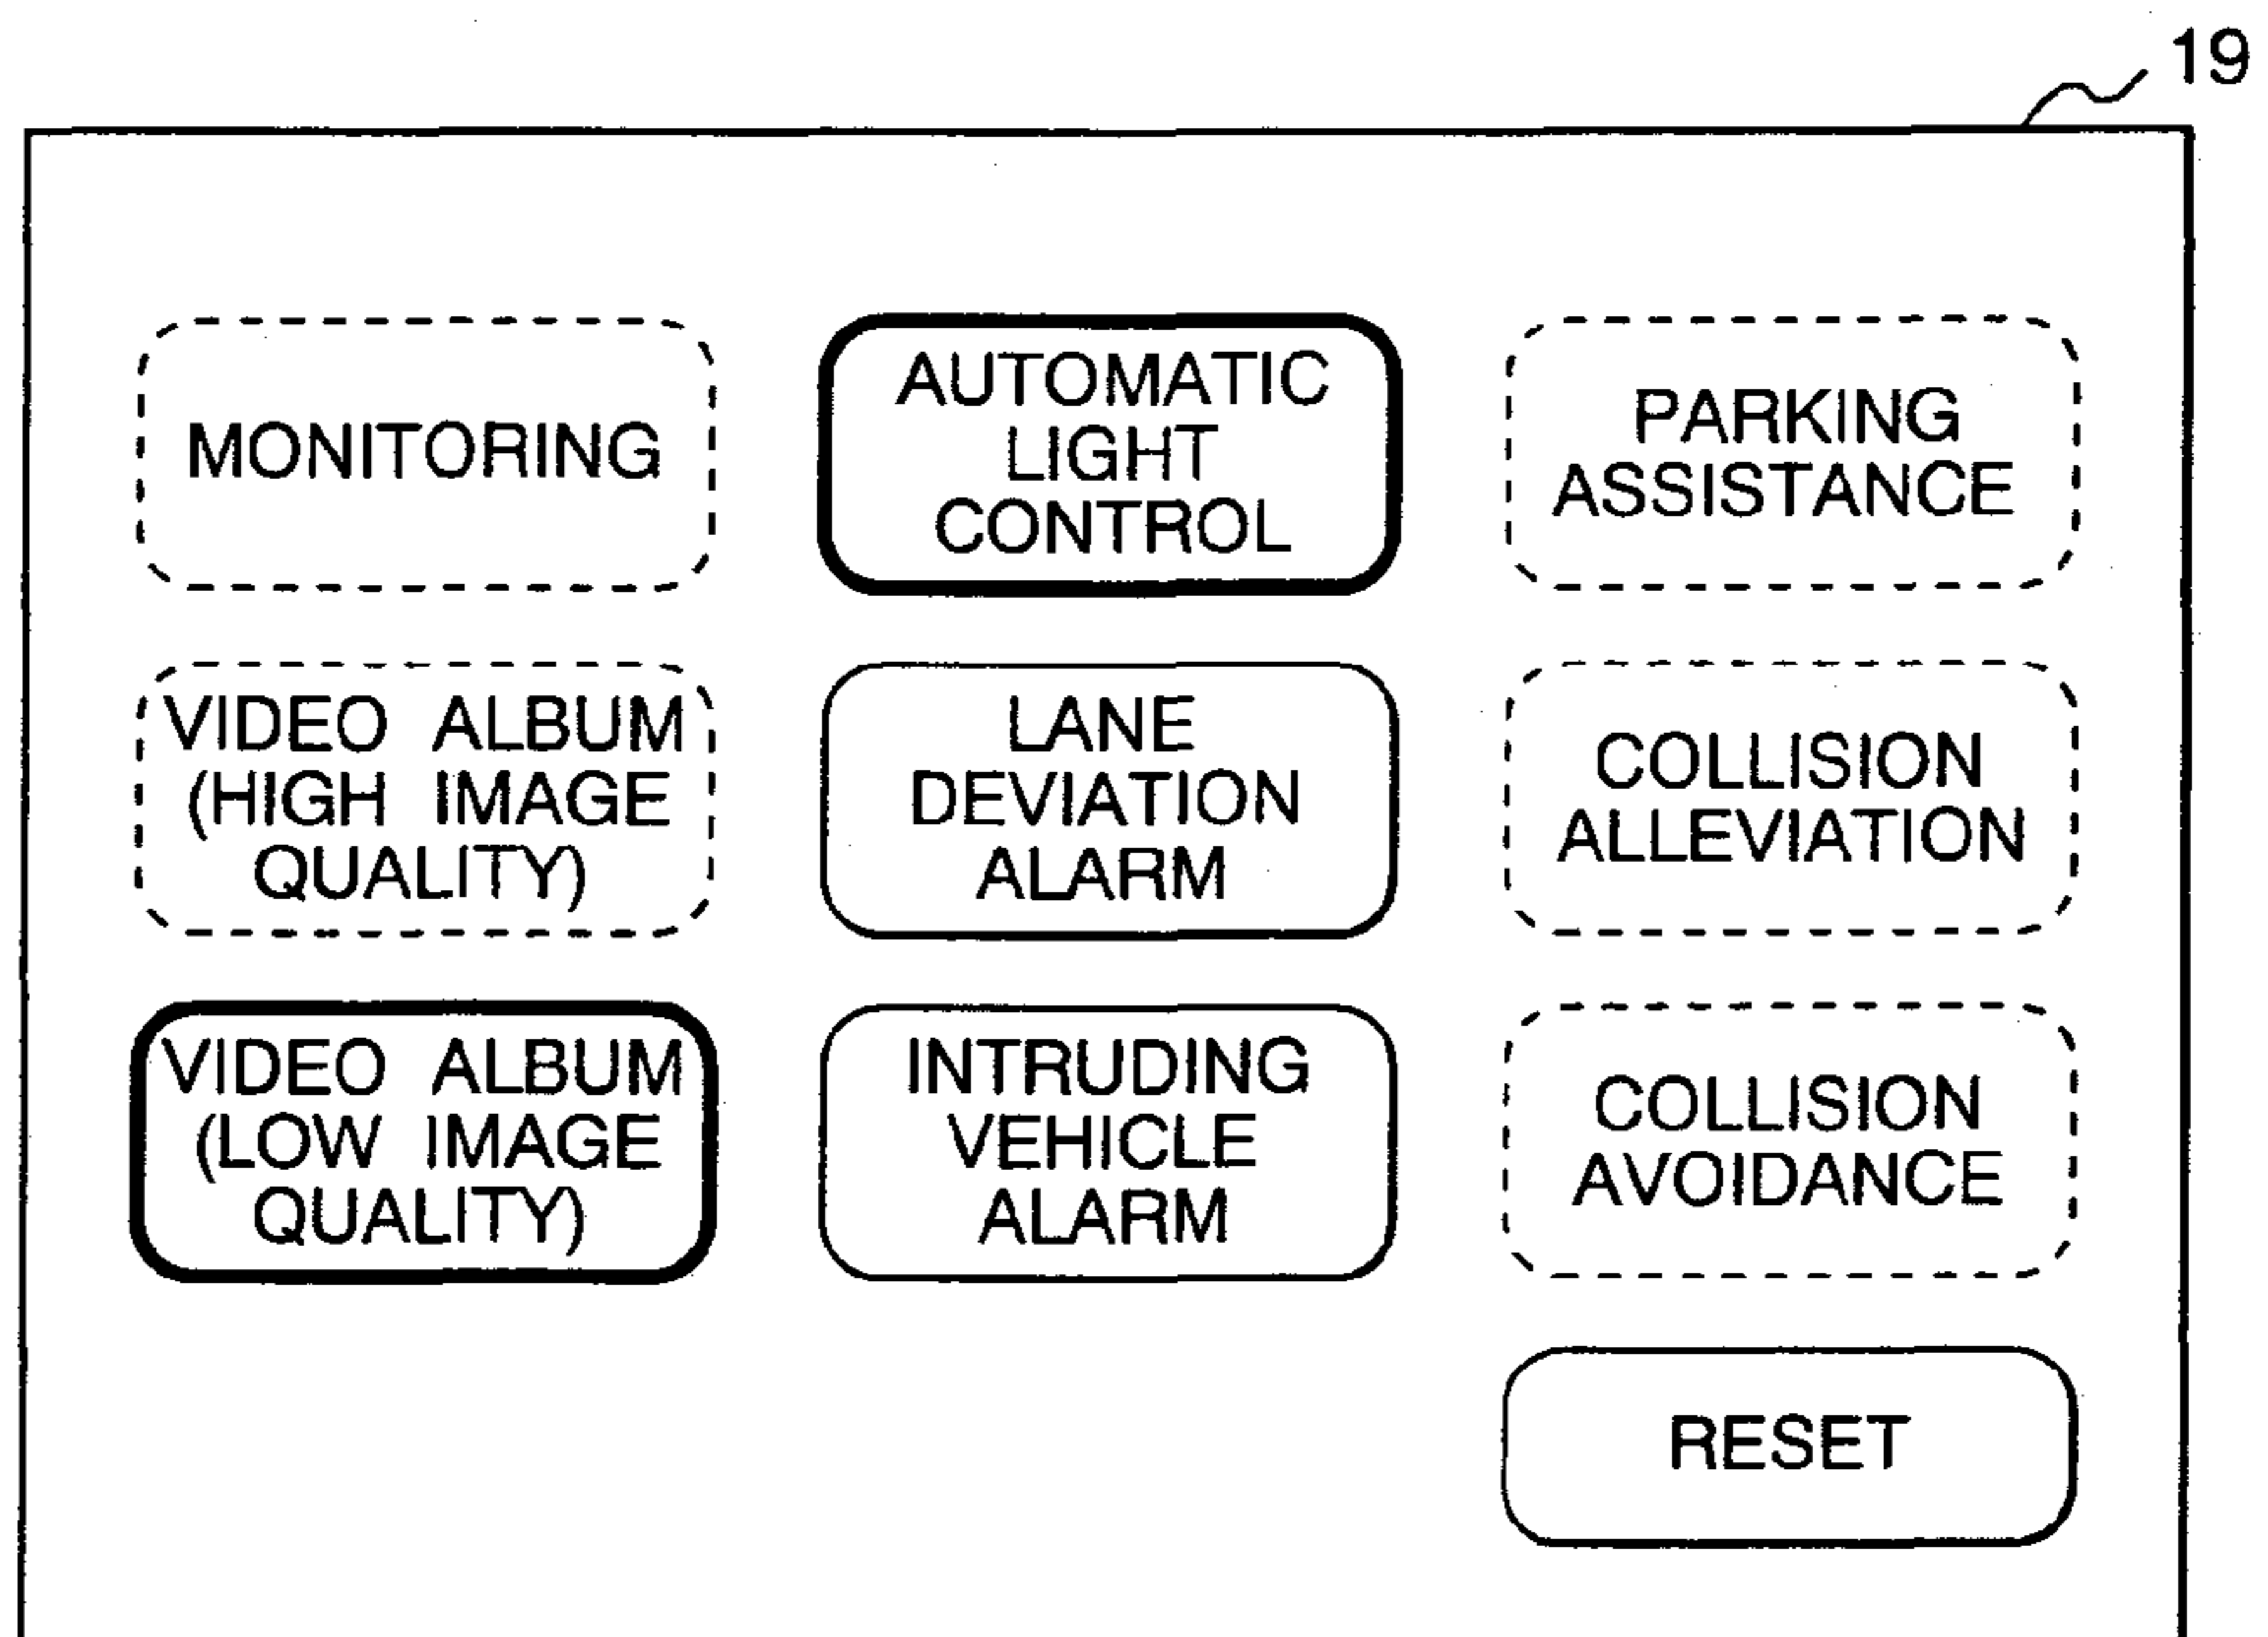 19
MONITORING
AUTOMATIC
LIGHT
CONTROL
PARKING
ASSISTANCE
VIDEO ALBUM
(HIGH IMAGE
QUALITY)
LANE
DEVIATION
ALARM
COLLISION
ALLEVIATION
VIDEO ALBUM
(LOW IMAGE
QUALITY)
INTRUDING
VEHICLE
ALARM
COLLISION
AVOIDANCE
RESET